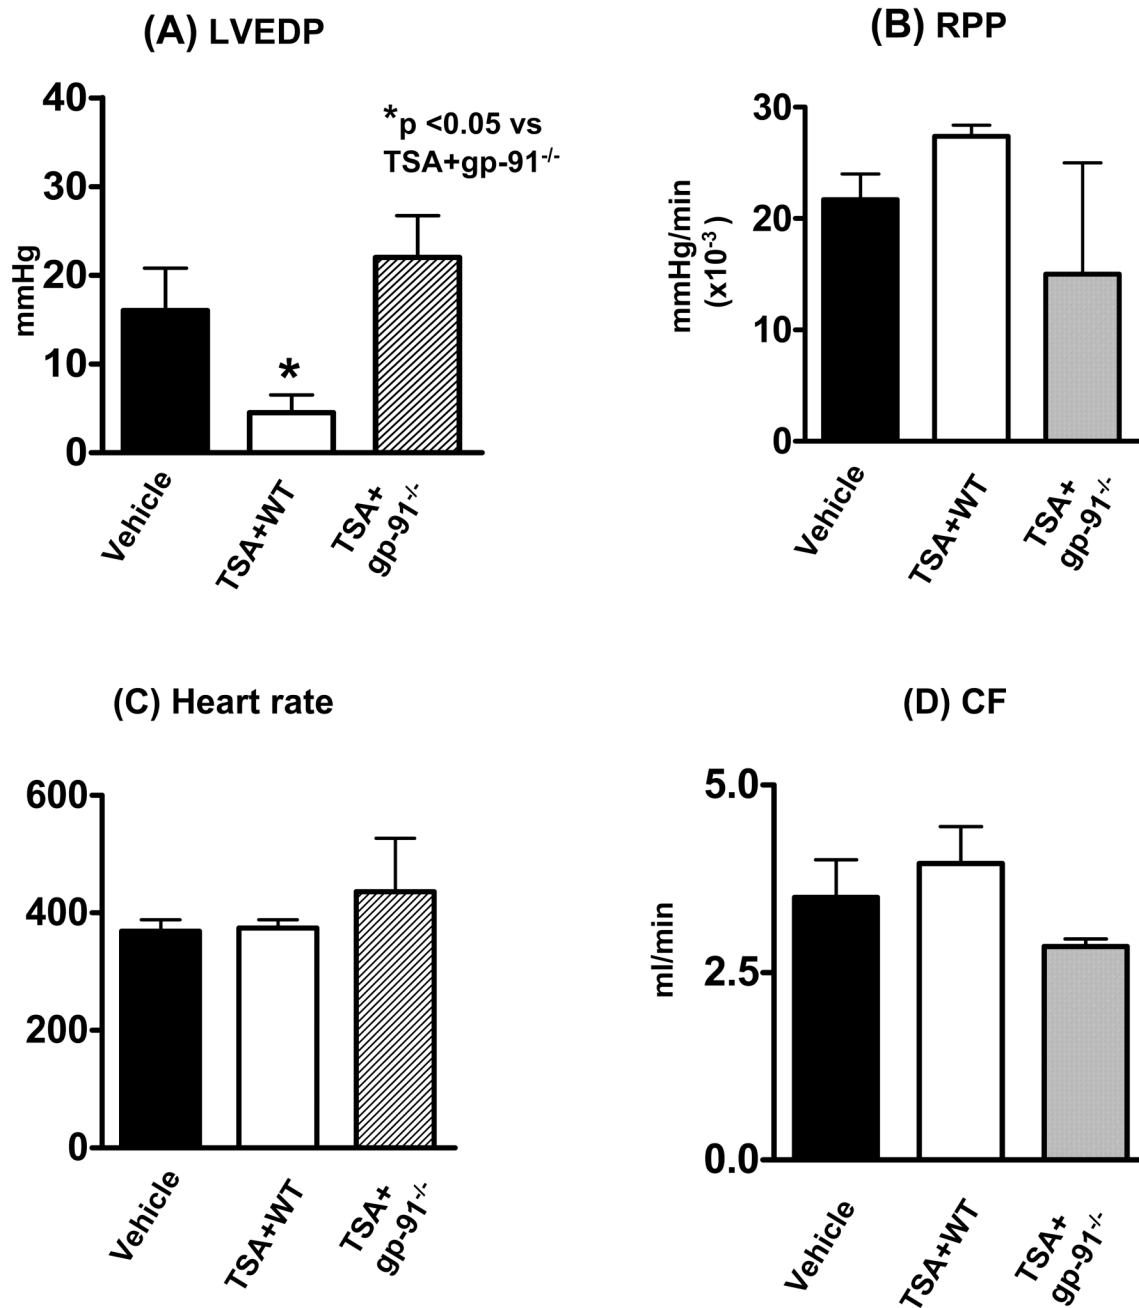 (A) LVEDP
40
30
20
10
0
mmHg
*p <0.05 vs
TSA+gp-91-/-
*
Vehicle
TSA+WT
TSA+
gp-91-/-
(B) RPP
30
20
10
0
mmHg/min
(x10-3 )
Vehicle
TSA+WT
TSA+
gp-91-/-
(C) Heart rate
600
400
200
0
Vehicle
TSA+WT
TSA+
gp-91-/-
(D) CF
5.0
2.5
0.0
ml/min
Vehicle
TSA+WT
TSA+
gp-91-/-